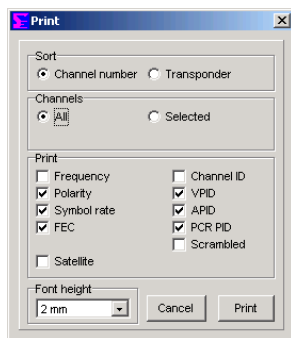 Print
Sort
Channel number Transponder
Channels
All Selected
Print
Frequency Channel ID
Polarity VPID
Symbol rate APID
FEC PCR PID
Scrambled
Satellite
Font height
2 mm Cancel Print